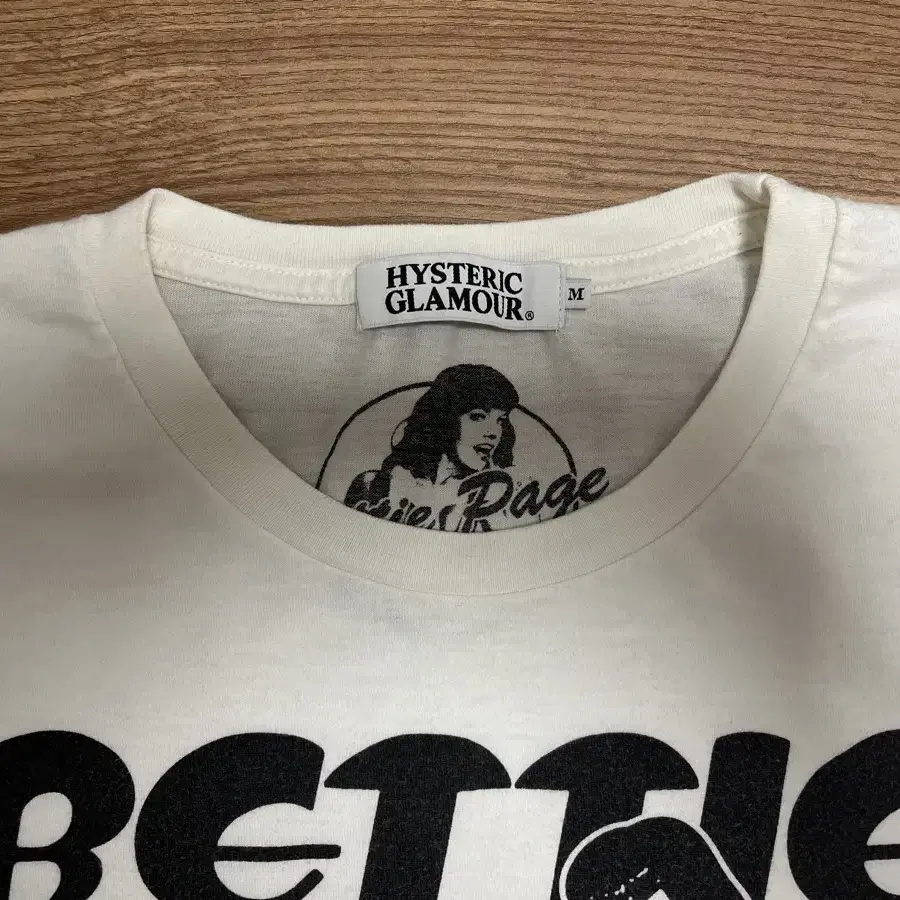 HYSTERIC
GLAMOUR®
M
Page
BETTIE